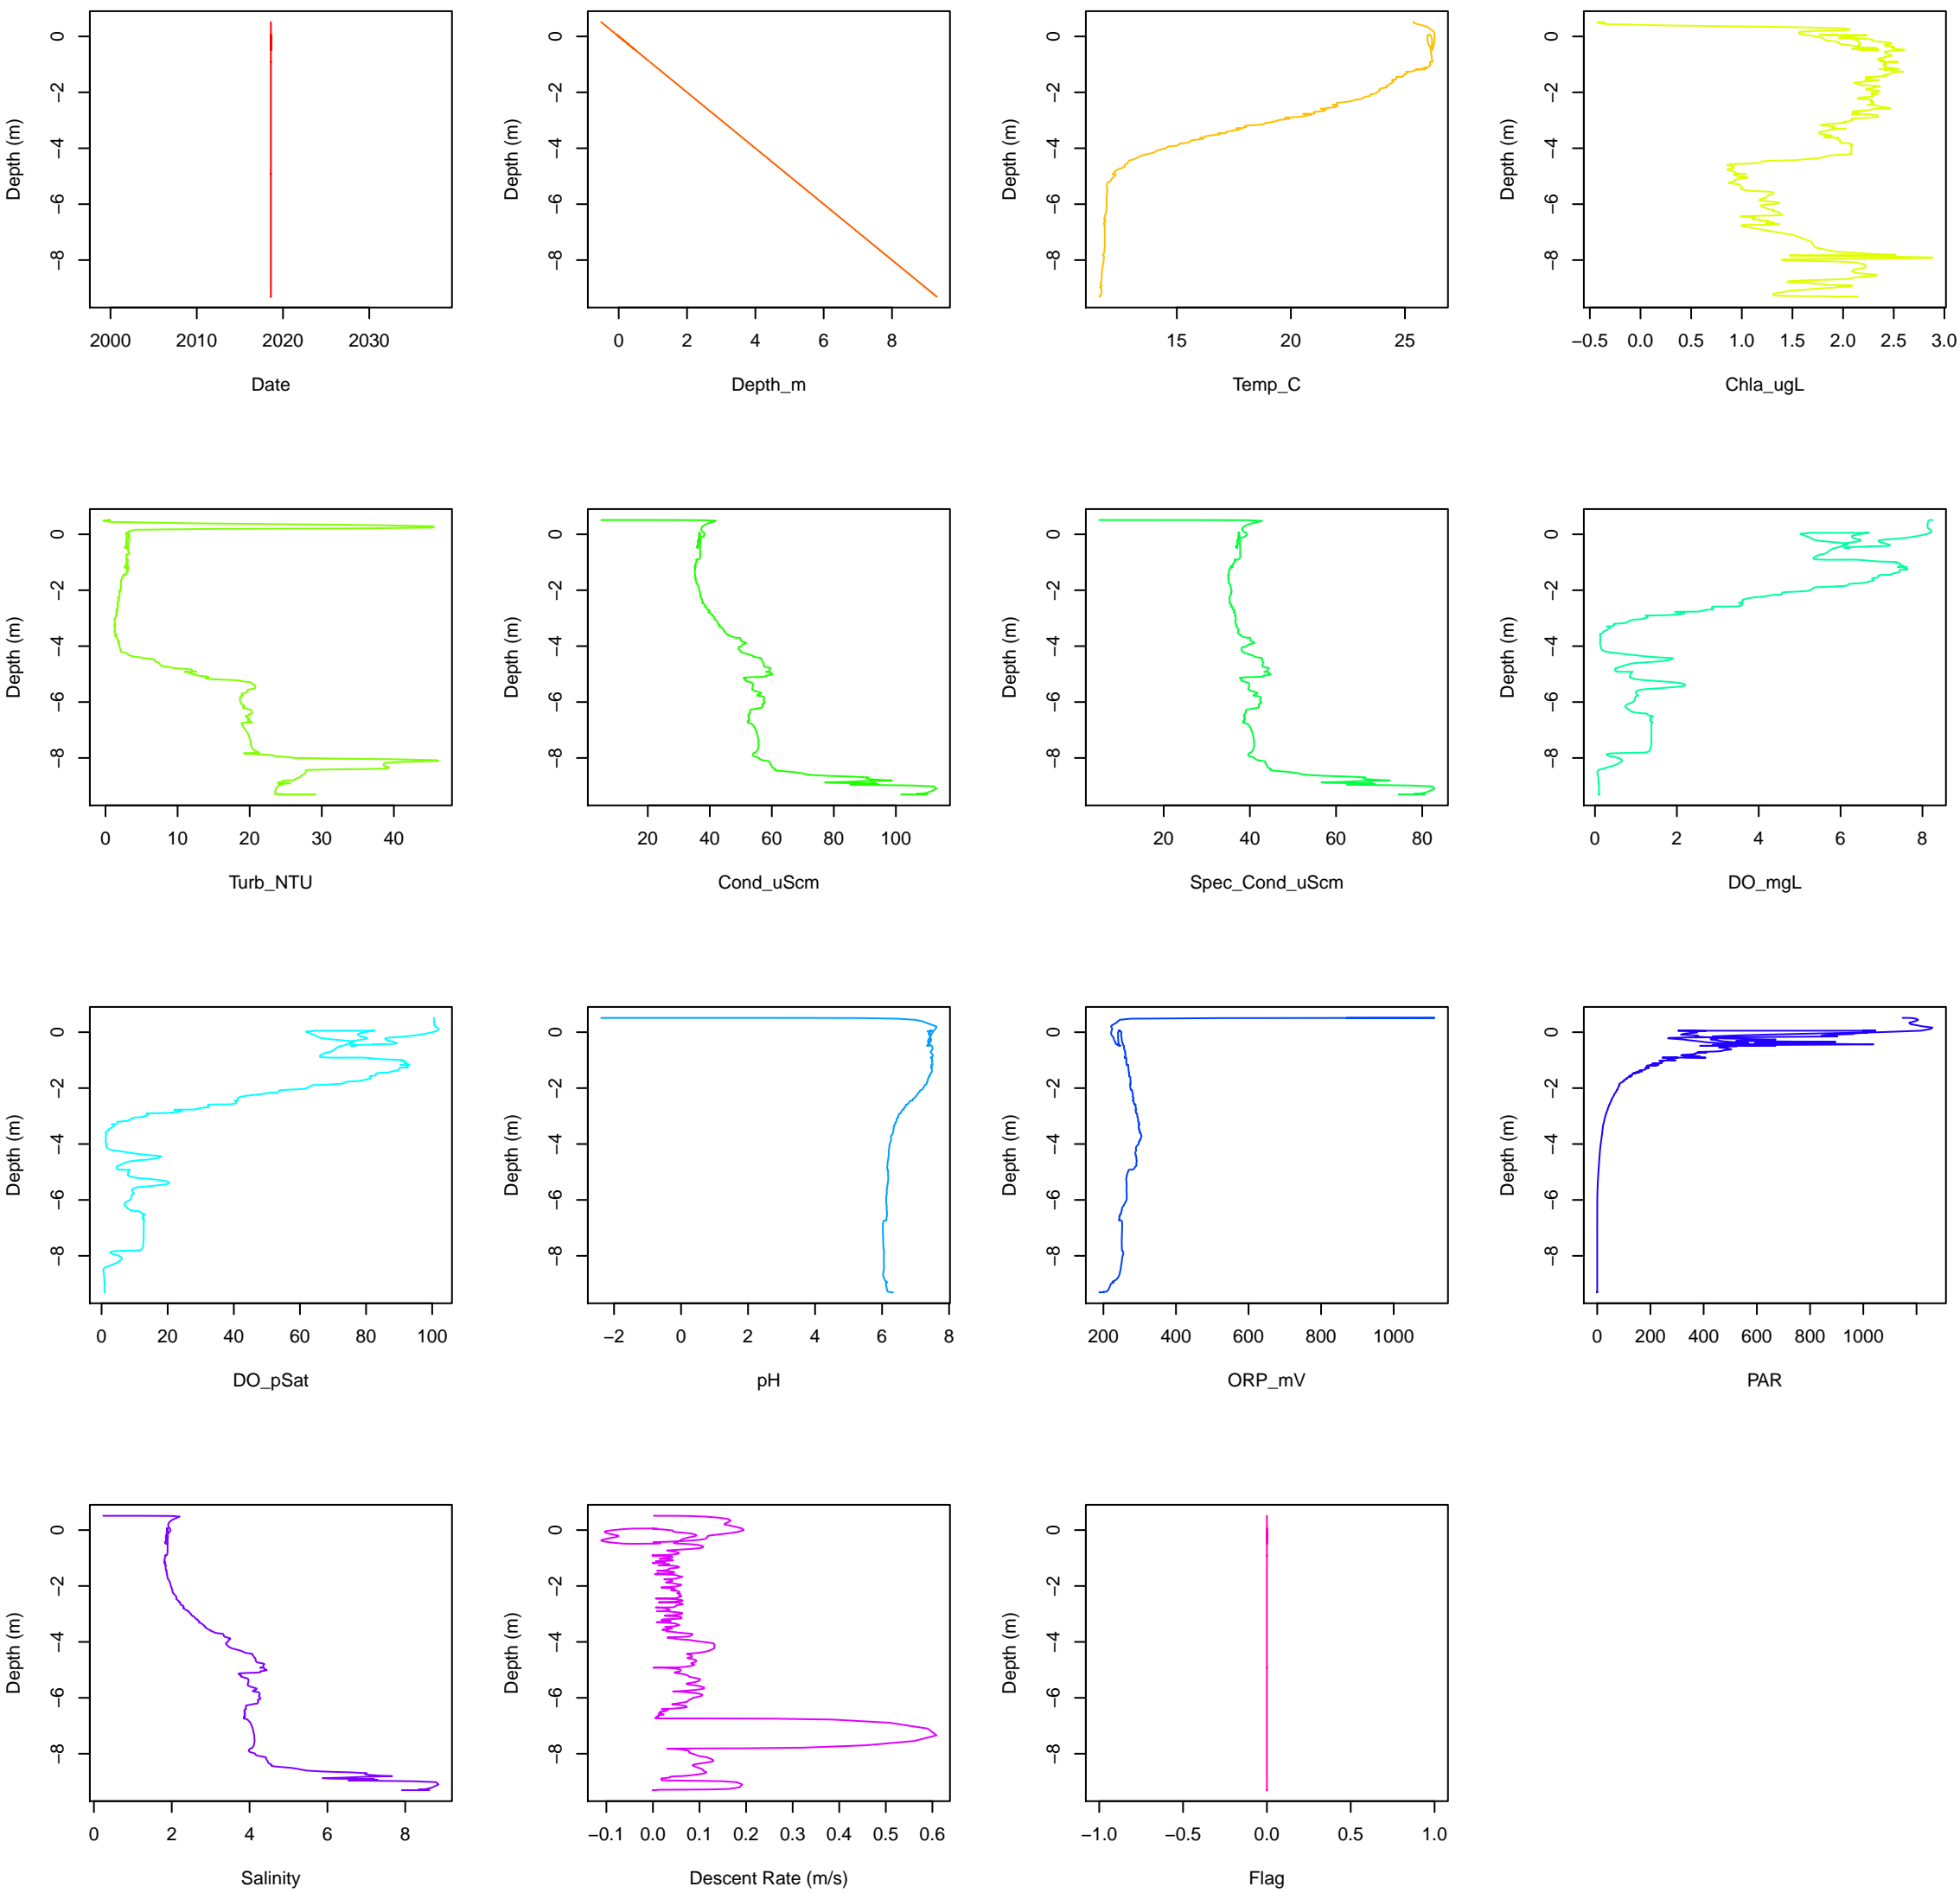 Depth (m)
0
−2
−4
−6
−8
2000 2010 2020 2030
Date
Depth (m)
0
−2
−4
−6
−8
0 2 4 6 8
Depth_m
Depth (m)
0
−2
−4
−6
−8
15 20 25
Temp_C
Depth (m)
0
−2
−4
−6
−8
−0.5 0.0 0.5 1.0 1.5 2.0 2.5 3.0
Chla_ugL
Depth (m)
0
−2
−4
−6
−8
0 10 20 30 40
Turb_NTU
Depth (m)
0
−2
−4
−6
−8
20 40 60 80 100
Cond_uScm
Depth (m)
0
−2
−4
−6
−8
20 40 60 80
Spec_Cond_uScm
Depth (m)
0
−2
−4
−6
−8
0 2 4 6 8
DO_mgL
Depth (m)
0
−2
−4
−6
−8
0 20 40 60 80 100
DO_pSat
Depth (m)
0
−2
−4
−6
−8
−2 0 2 4 6 8
pH
Depth (m)
0
−2
−4
−6
−8
200 400 600 800 1000
ORP_mV
Depth (m)
0
−2
−4
−6
−8
0 200 400 600 800 1000
PAR
Depth (m)
0
−2
−4
−6
−8
0 2 4 6 8
Salinity
Depth (m)
0
−2
−4
−6
−8
−0.1 0.0 0.1 0.2 0.3 0.4 0.5 0.6
Descent Rate (m/s)
Depth (m)
0
−2
−4
−6
−8
−1.0 −0.5 0.0 0.5 1.0
Flag